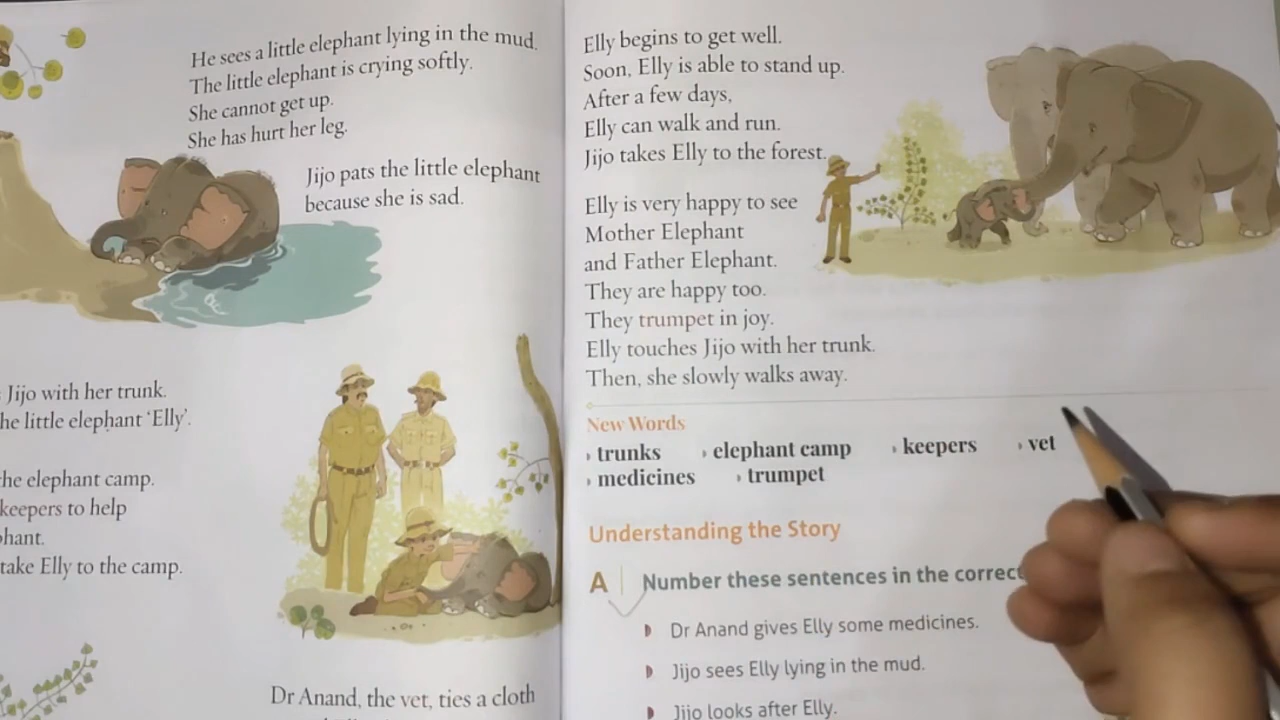 He sees a little elephant lying in the mud.
The little elephant is crying softly.
She cannot get up.
She has hurt her leg.
Jijo pats the little elephant
because she is sad.
Jijo with her trunk.
he little elephant 'Elly'.
he elephant camp.
keepers to help
phant.
take Elly to the camp.
Dr Anand, the vet, ties a cloth
Elly begins to get well.
Soon, Elly is able to stand up.
After a few days,
Elly can walk and run.
Jijo takes Elly to the forest.
Elly is very happy to see
Mother Elephant
and Father Elephant.
They are happy too.
They trumpet in joy.
Elly touches Jijo with her trunk.
Then, she slowly walks away.
New Words
trunks elephant camp keepers vet
medicines trumpet
Understanding the Story
A Number these sentences in the correct
Dr Anand gives Elly some medicines.
Jijo sees Elly lying in the mud.
Jijo looks after Elly.